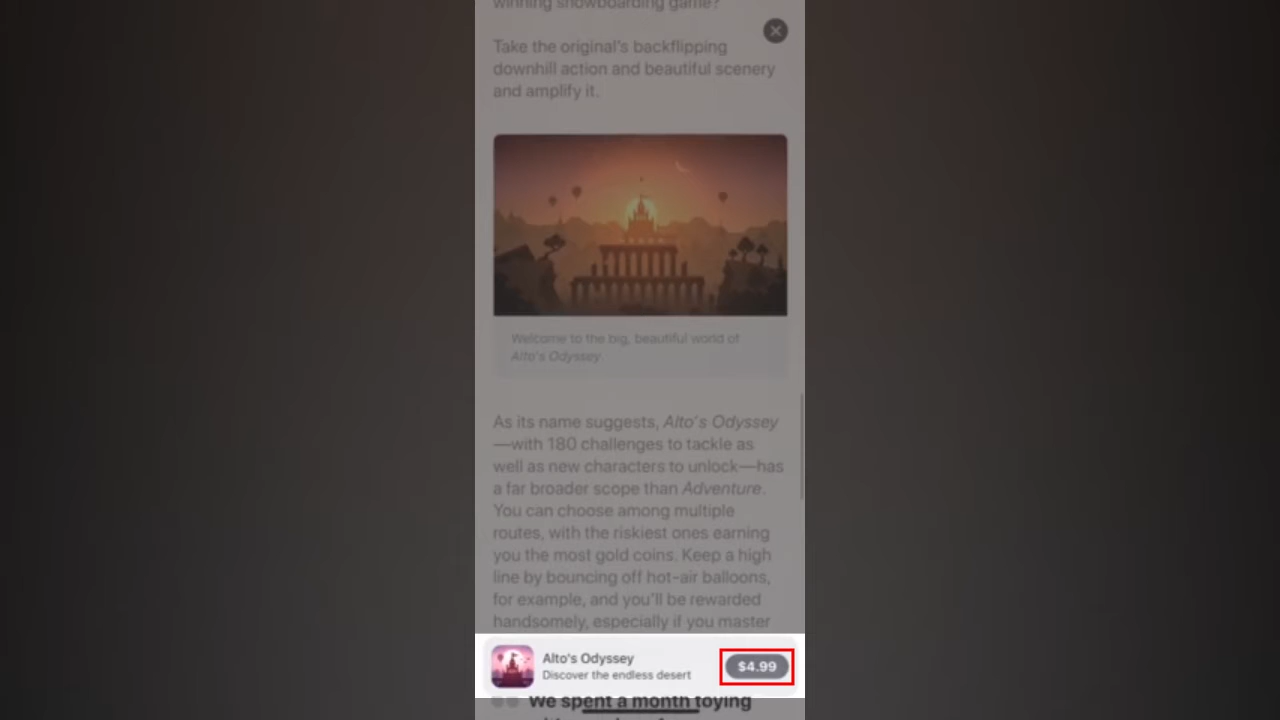 winning snowboarding game?
Take the original's backflipping
downhill action and beautiful scenery
and amplify it.
Welcome to the big, beautiful world of
Alto's Odyssey.
As its name suggests, Alto's Odyssey
—with 180 challenges to tackle as
well as new characters to unlock—has
a far broader scope than Adventure.
You can choose among multiple
routes, with the riskiest ones earning
you the most gold coins. Keep a high
line by bouncing off hot-air balloons,
for example, and you'll be rewarded
handsomely, especially if you master
Alto's Odyssey
Discover the endless desert
$4.99
We spent a month toying